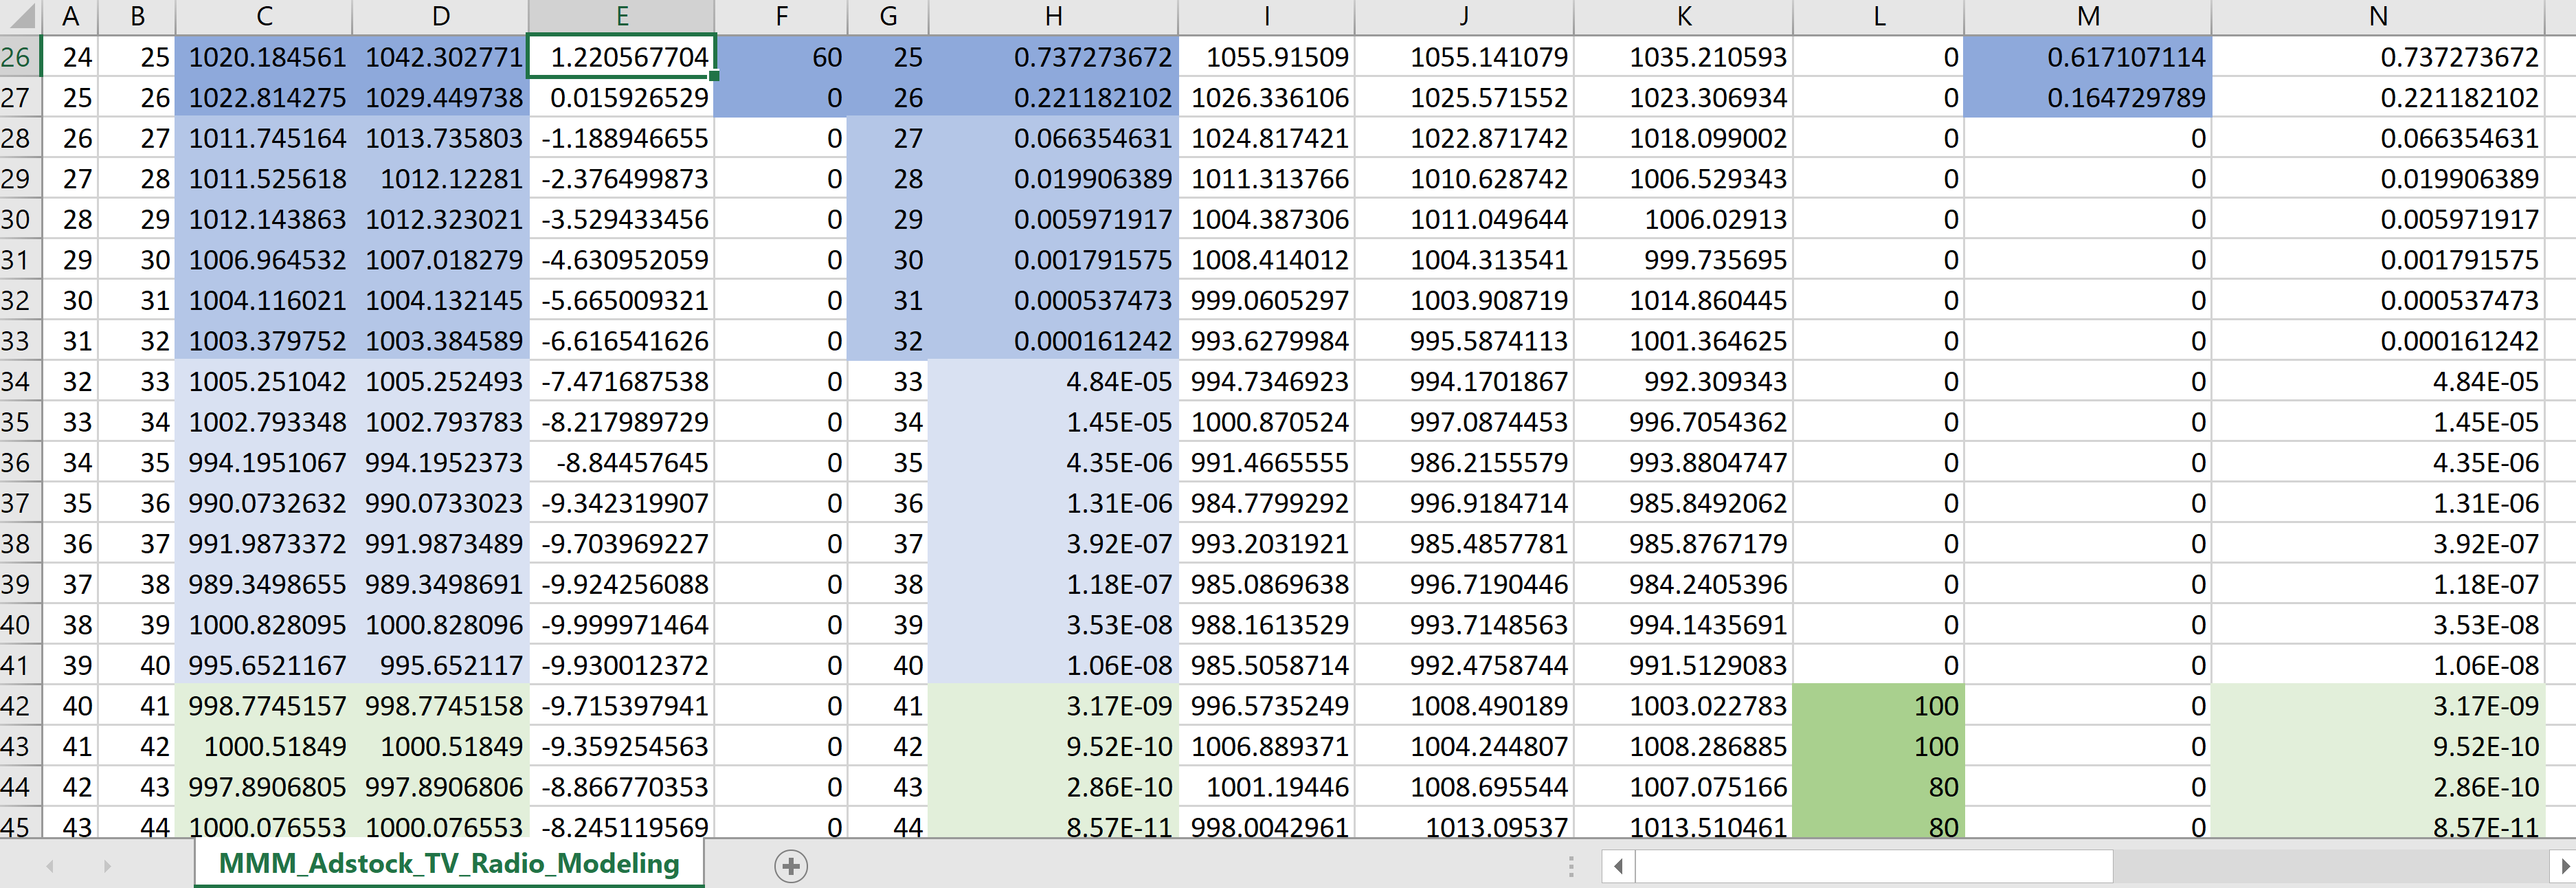 A B C D E F G H I J K L M N
26 24 25 1020.184561 1042.302771 1.220567704 60 25 0.737273672 1055.91509 1055.141079 1035.210593 0 0.617107114 0.737273672
27 25 26 1022.814275 1029.449738 0.015926529 0 26 0.221182102 1026.336106 1025.571552 1023.306934 0 0.164729789 0.221182102
28 26 27 1011.745164 1013.735803 -1.188946655 0 27 0.066354631 1024.817421 1022.871742 1018.099002 0 0 0.066354631
29 27 28 1011.525618 1012.12281 -2.376499873 0 28 0.019906389 1011.313766 1010.628742 1006.529343 0 0 0.019906389
30 28 29 1012.143863 1012.323021 -3.529433456 0 29 0.005971917 1004.387306 1011.049644 1006.02913 0 0 0.005971917
31 29 30 1006.964532 1007.018279 -4.630952059 0 30 0.001791575 1008.414012 1004.313541 999.735695 0 0 0.001791575
32 30 31 1004.116021 1004.132145 -5.665009321 0 31 0.000537473 999.0605297 1003.908719 1014.860445 0 0 0.000537473
33 31 32 1003.379752 1003.384589 -6.616541626 0 32 0.000161242 993.6279984 995.5874113 1001.364625 0 0 0.000161242
34 32 33 1005.251042 1005.252493 -7.471687538 0 33 4.84E-05 994.7346923 994.1701867 992.309343 0 0 4.84E-05
35 33 34 1002.793348 1002.793783 -8.217989729 0 34 1.45E-05 1000.870524 997.0874453 996.7054362 0 0 1.45E-05
36 34 35 994.1951067 994.1952373 -8.84457645 0 35 4.35E-06 991.4665555 986.2155579 993.8804747 0 0 4.35E-06
37 35 36 990.0732632 990.0733023 -9.342319907 0 36 1.31E-06 984.7799292 996.9184714 985.8492062 0 0 1.31E-06
38 36 37 991.9873372 991.9873489 -9.703969227 0 37 3.92E-07 993.2031921 985.4857781 985.8767179 0 0 3.92E-07
39 37 38 989.3498655 989.3498691 -9.924256088 0 38 1.18E-07 985.0869638 996.7190446 984.2405396 0 0 1.18E-07
40 38 39 1000.828095 1000.828096 -9.999971464 0 39 3.53E-08 988.1613529 993.7148563 994.1435691 0 0 3.53E-08
41 39 40 995.6521167 995.652117 -9.930012372 0 40 1.06E-08 985.5058714 992.4758744 991.5129083 0 0 1.06E-08
42 40 41 998.7745157 998.7745158 -9.715397941 0 41 3.17E-09 996.5735249 1008.490189 1003.022783 100 0 3.17E-09
43 41 42 1000.51849 1000.51849 -9.359254563 0 42 9.52E-10 1006.889371 1004.244807 1008.286885 100 0 9.52E-10
44 42 43 997.8906805 997.8906806 -8.866770353 0 43 2.86E-10 1001.19446 1008.695544 1007.075166 80 0 2.86E-10
45 43 44 1000.076553 1000.076553 -8.245119569 0 44 8.57E-11 998.0042961 1013.09537 1013.510461 80 0 8.57E-11
MMM_Adstock_TV_Radio_Modeling